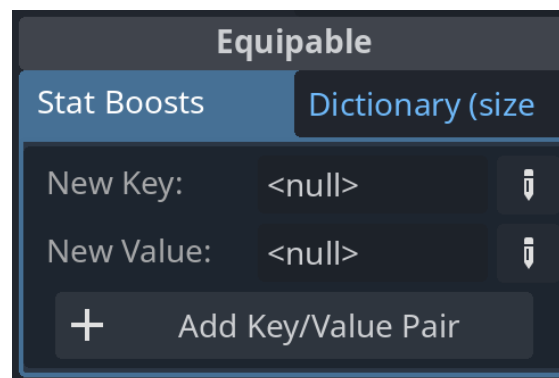 Equipable
Stat Boosts Dictionary (size
New Key: <null>
New Value: <null>
Add Key/Value Pair